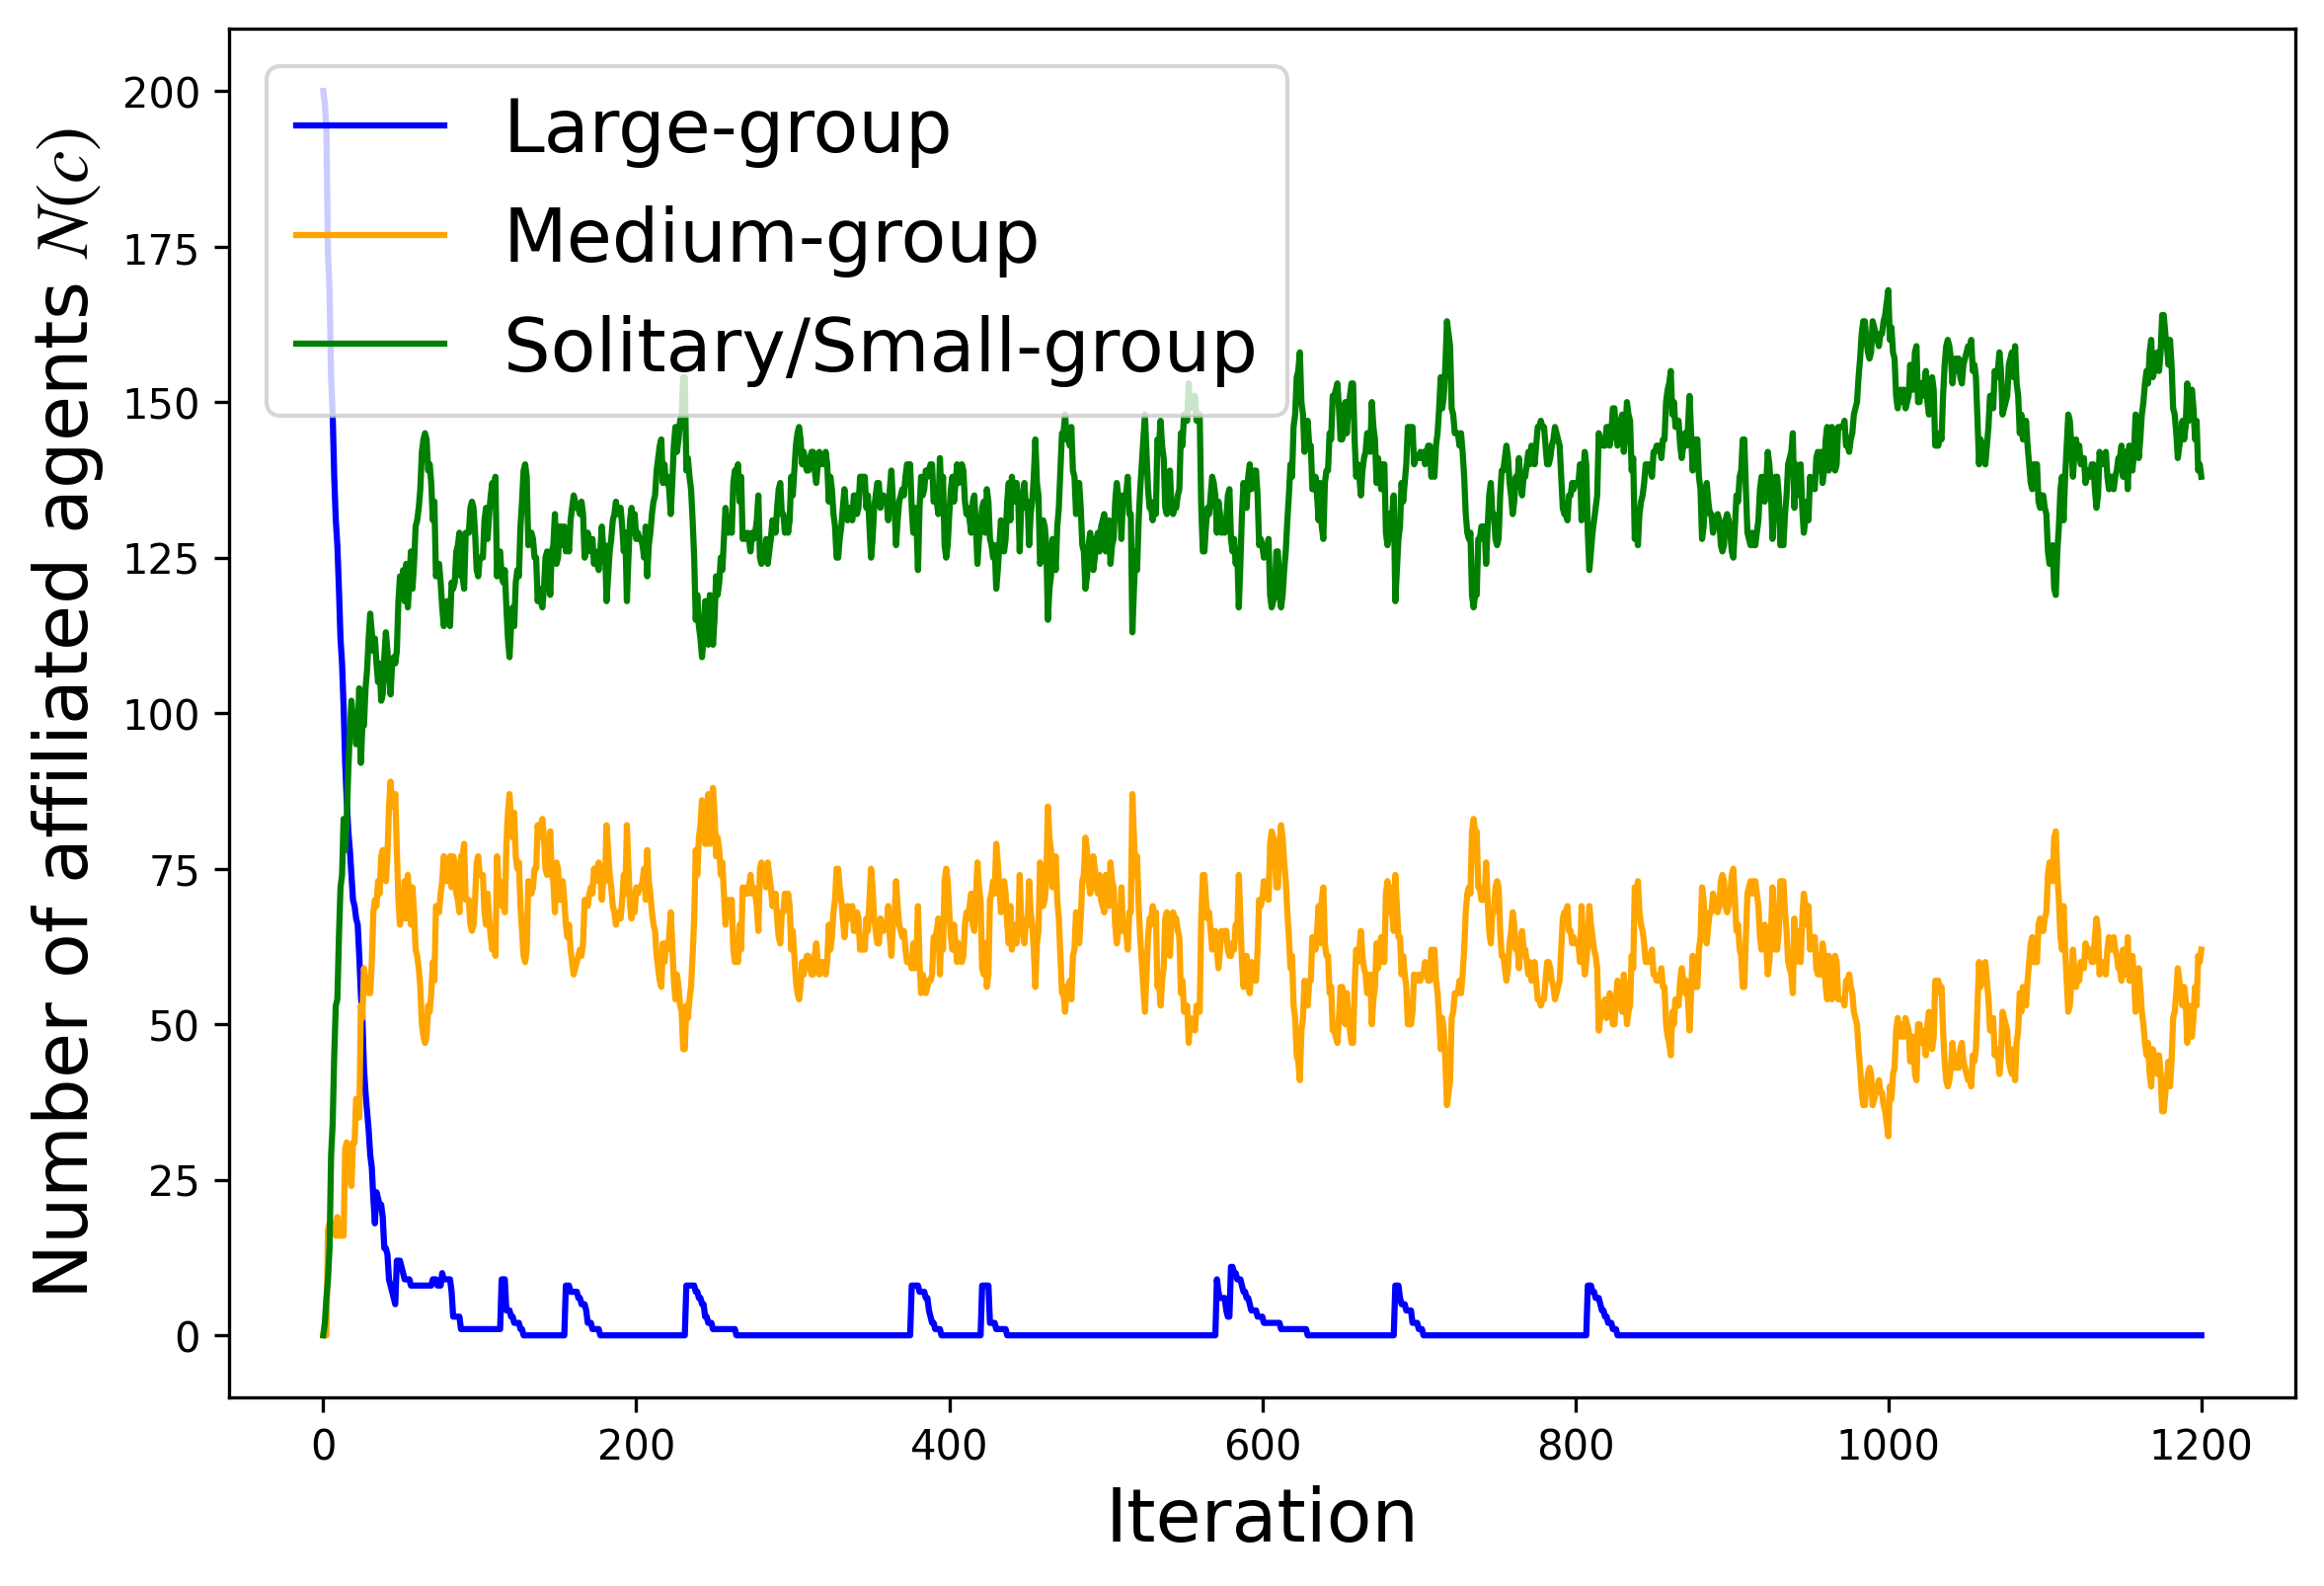 Number of affiliated agents N(c)
200
175
150
125
100
75
50
25
0
Large-group
Medium-group
Solitary/Small-group
0 200 400 600 800 1000 1200
Iteration